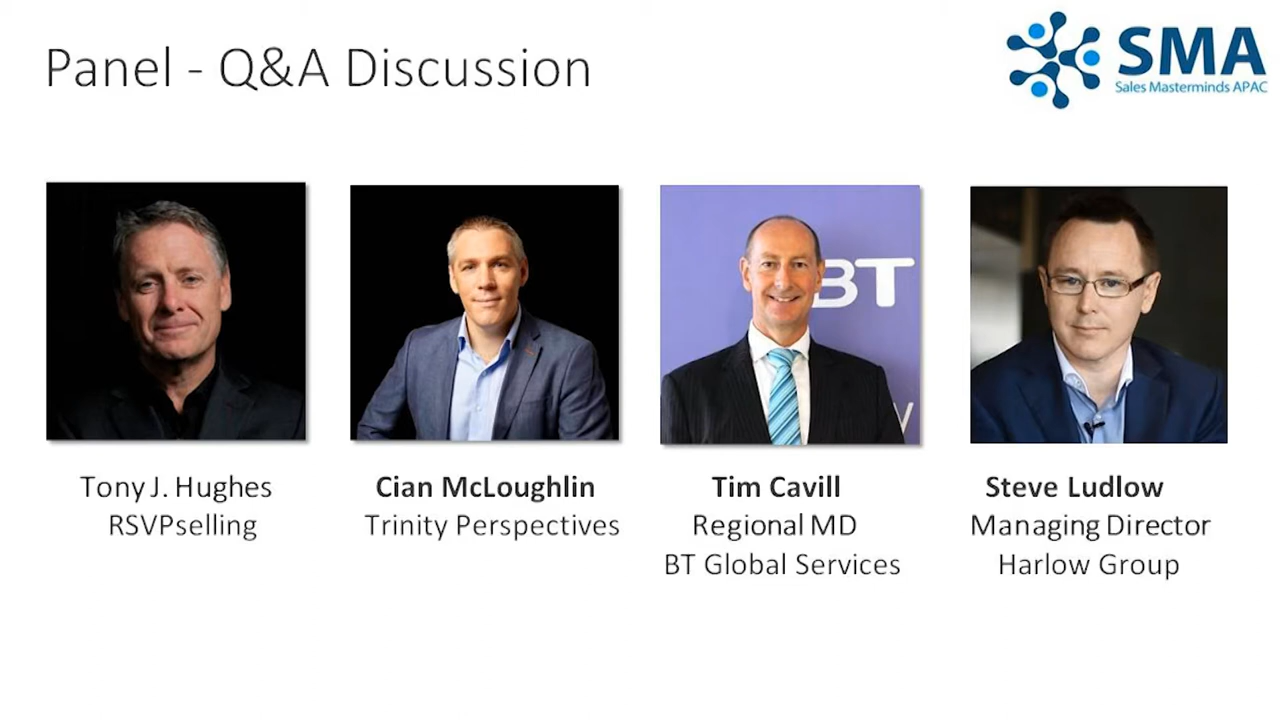 Panel - Q&A Discussion
SMA
Sales Masterminds APAC
BT
Tony J. Hughes
RSVPselling
Cian McLoughlin
Trinity Perspectives
Tim Cavill
Regional MD
BT Global Services
Steve Ludlow
Managing Director
Harlow Group